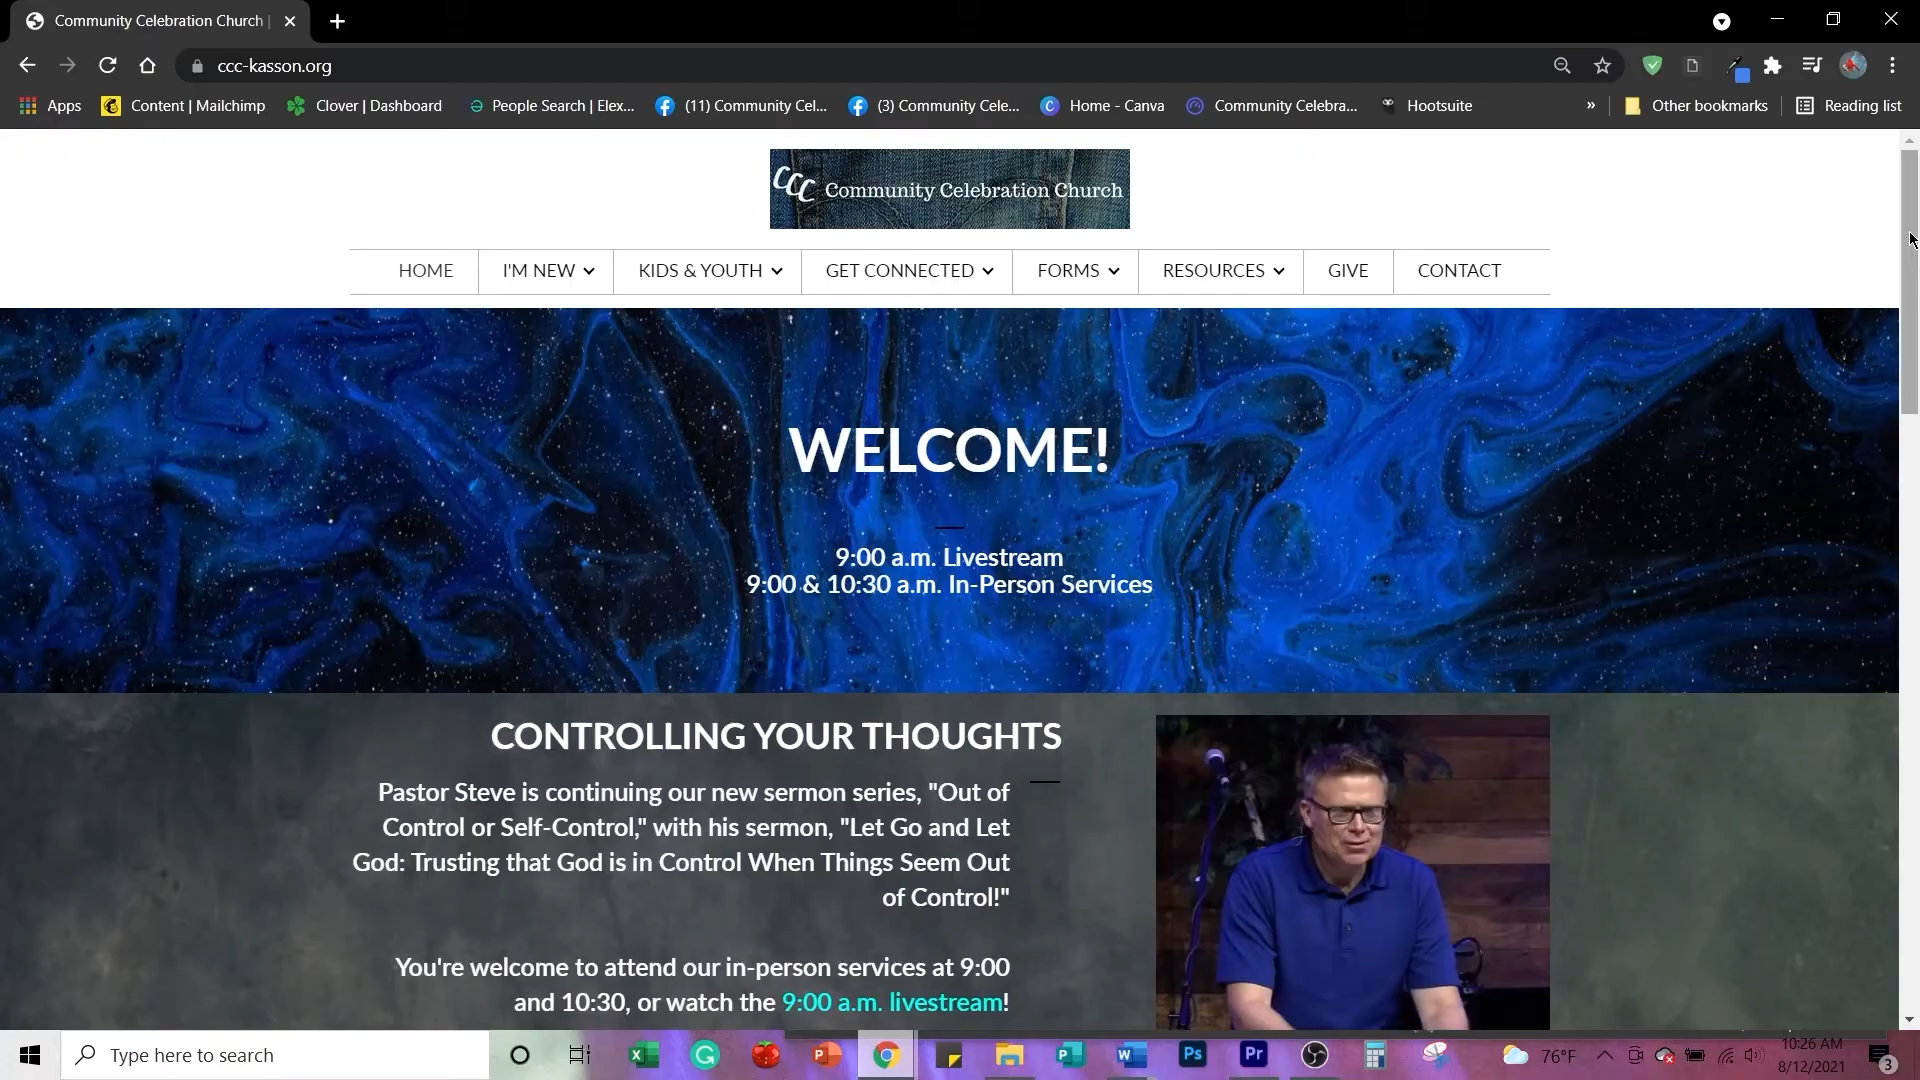 Community Celebration Church |
ccc-kasson.org
Apps
Content | Mailchimp
Clover | Dashboard
People Search | Elex...
(11) Community Cel...
(3) Community Cele...
Home - Canva
Community Celebra...
Hootsuite
»
Other bookmarks
Reading list
CCC Community Celebration Church
HOME
I'M NEW
KIDS & YOUTH
GET CONNECTED
FORMS
RESOURCES
GIVE
CONTACT
WELCOME!
9:00 a.m. Livestream
9:00 & 10:30 a.m. In-Person Services
CONTROLLING YOUR THOUGHTS
Pastor Steve is continuing our new sermon series, "Out of
Control or Self-Control," with his sermon, "Let Go and Let
God: Trusting that God is in Control When Things Seem Out
of Control!"
You're welcome to attend our in-person services at 9:00
and 10:30, or watch the 9:00 a.m. livestream!
Type here to search
Ps
Pr
76°F
10:26 AM
8/12/2021
3